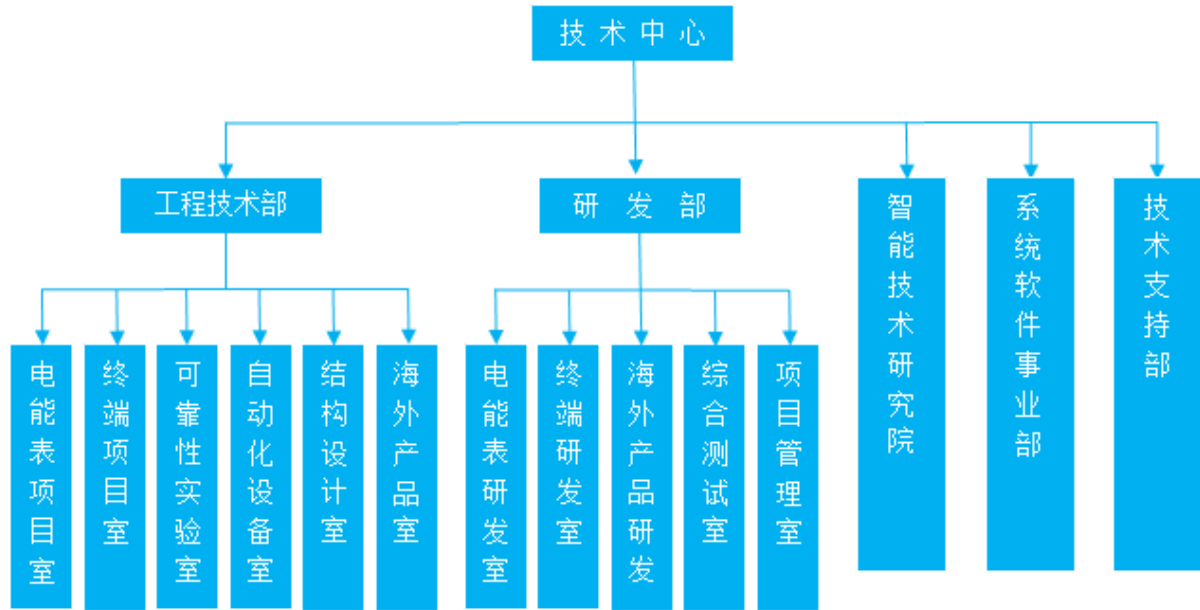 技术中心
工程技术部
研发部
智能技术研究院
系统软件事业部
技术支持部
电能表项目室
终端项目室
可靠性实验室
自动化设备室
结构设计室
海外产品室
电能表研发室
终端研发室
海外产品研发
综合测试室
项目管理室